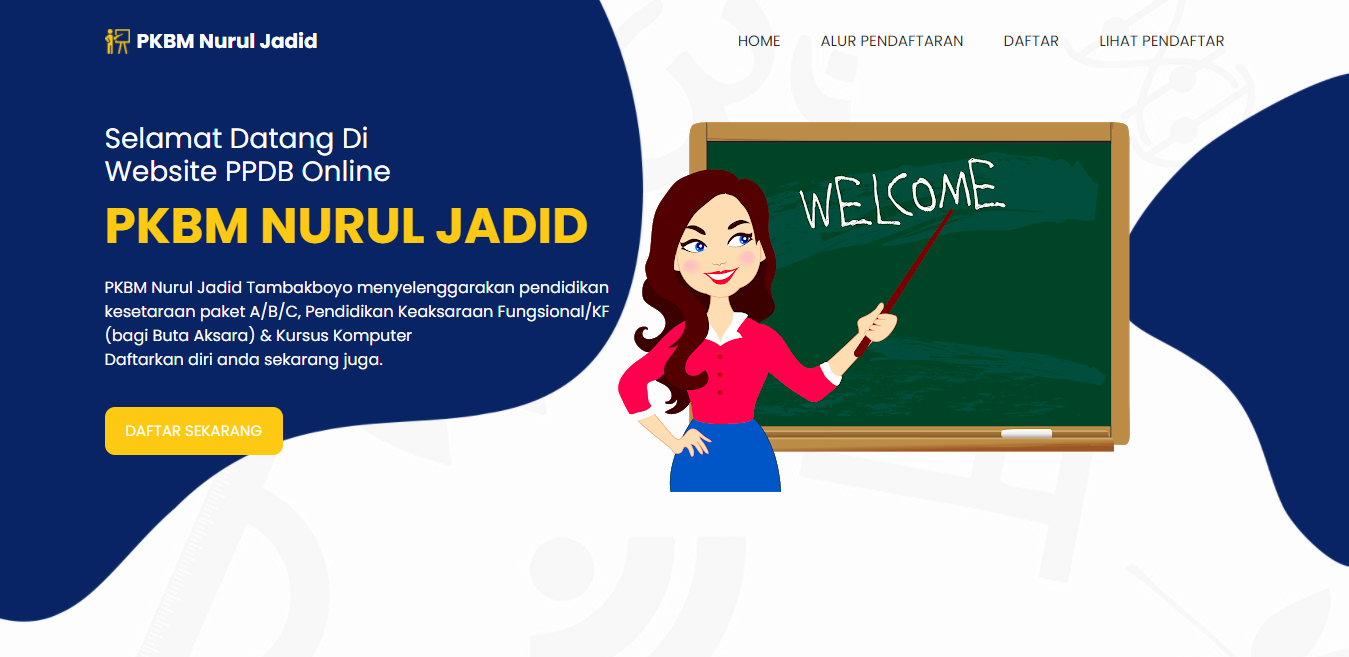 PKBM Nurul Jadid
HOME
ALUR PENDAFTARAN
DAFTAR
LIHAT PENDAFTAR
Selamat Datang Di
Website PPDB Online
PKBM NURUL JADID
PKBM Nurul Jadid Tambakboyo menyelenggarakan pendidikan
kesetaraan paket A/B/C, Pendidikan Keaksaraan Fungsional/KF
(bagi Buta Aksara) & Kursus Komputer
Daftarkan diri anda sekarang juga.
DAFTAR SEKARANG
WELCOME